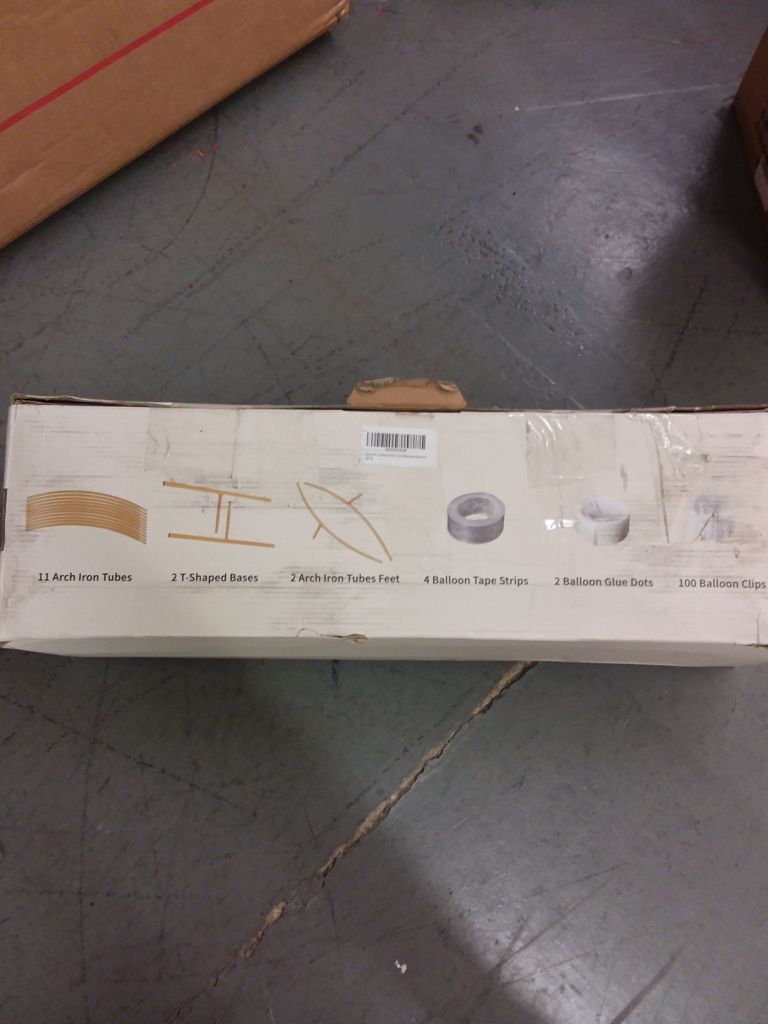 11 Arch Iron Tubes
2 T-Shaped Bases
2 Arch Iron Tubes Feet
4 Balloon Tape Strips
2 Balloon Glue Dots
100 Balloon Clips